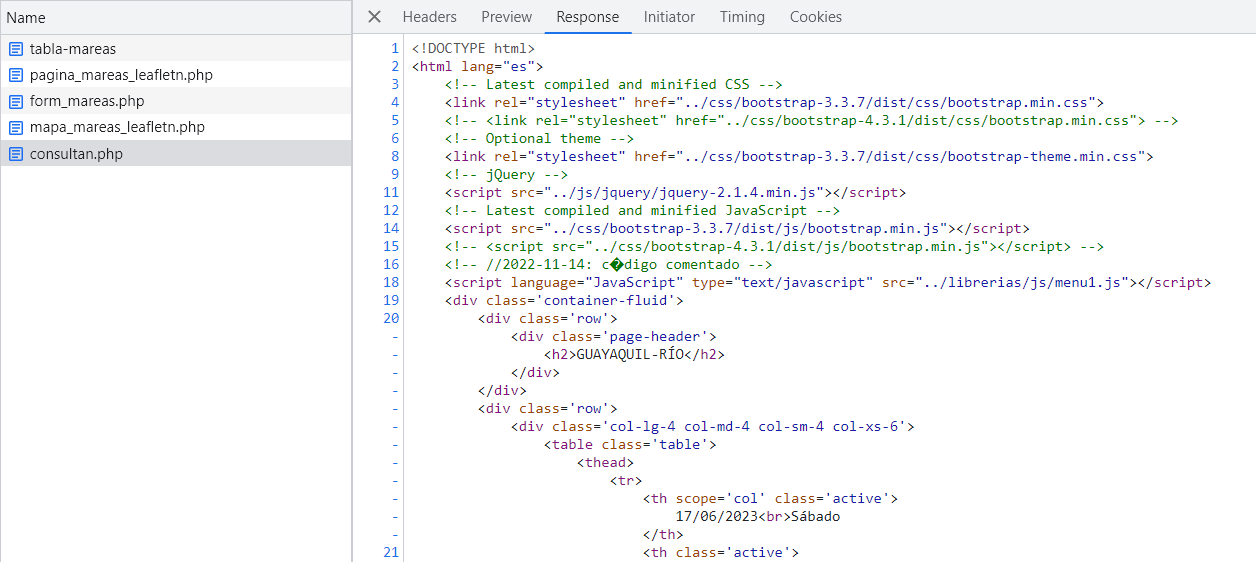 Name
tabla-mareas
pagina_mareas_leafletn.php
form_mareas.php
mapa_mareas_leafletn.php
consultan.php
Headers Preview Response Initiator Timing Cookies
1 <!DOCTYPE html>
2 <html lang="es">
3 <!-- Latest compiled and minified CSS -->
4 <link rel="stylesheet" href="../css/bootstrap-3.3.7/dist/css/bootstrap.min.css">
5 <!-- <link rel="stylesheet" href="../css/bootstrap-4.3.1/dist/css/bootstrap.min.css"> -->
6 <!-- Optional theme -->
8 <link rel="stylesheet" href="../css/bootstrap-3.3.7/dist/css/bootstrap-theme.min.css">
9 <!-- jQuery -->
11 <script src="../js/jquery/jquery-2.1.4.min.js"></script>
12 <!-- Latest compiled and minified JavaScript -->
14 <script src="../css/bootstrap-3.3.7/dist/js/bootstrap.min.js"></script>
15 <!-- <script src="../css/bootstrap-4.3.1/dist/js/bootstrap.min.js"></script> -->
16 <!-- //2022-11-14: c�digo comentado -->
18 <script language="JavaScript" type="text/javascript" src="../librerias/js/menu1.js"></script>
19 <div class='container-fluid'>
20 <div class='row'>
- <div class='page-header'>
- <h2>GUAYAQUIL-RÍO</h2>
- </div>
- </div>
- <div class='row'>
- <div class='col-lg-4 col-md-4 col-sm-4 col-xs-6'>
- <table class='table'>
- <thead>
- <tr>
- <th scope='col' class='active'>
- 17/06/2023<br>Sábado
- </th>
21 <th class='active'>